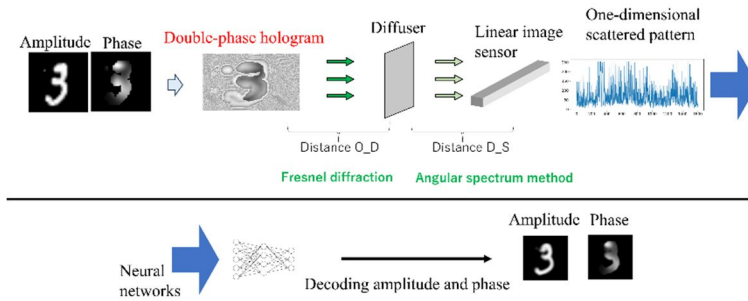 Amplitude Phase
Double-phase hologram
Diffuser
Linear image
sensor
One-dimensional
scattered pattern
Distance O_D
Distance D_S
Fresnel diffraction
Angular spectrum method
Neural
networks
Decoding amplitude and phase
Amplitude Phase